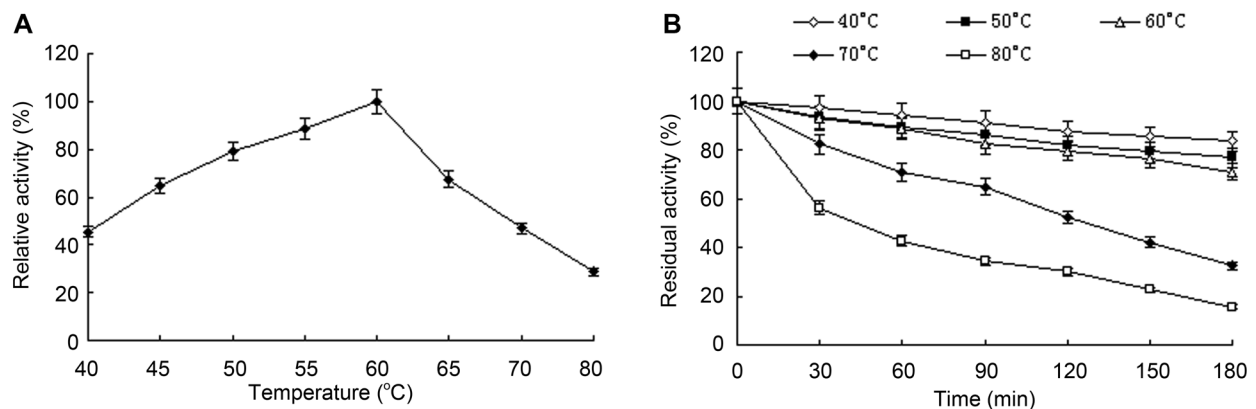 A
Relative activity (%)
120
100
80
60
40
20
0
40 45 50 55 60 65 70 80
Temperature (°C)
B
40°C 50°C 60°C
70°C 80°C
Residual activity (%)
120
100
80
60
40
20
0
0 30 60 90 120 150 180
Time (min)